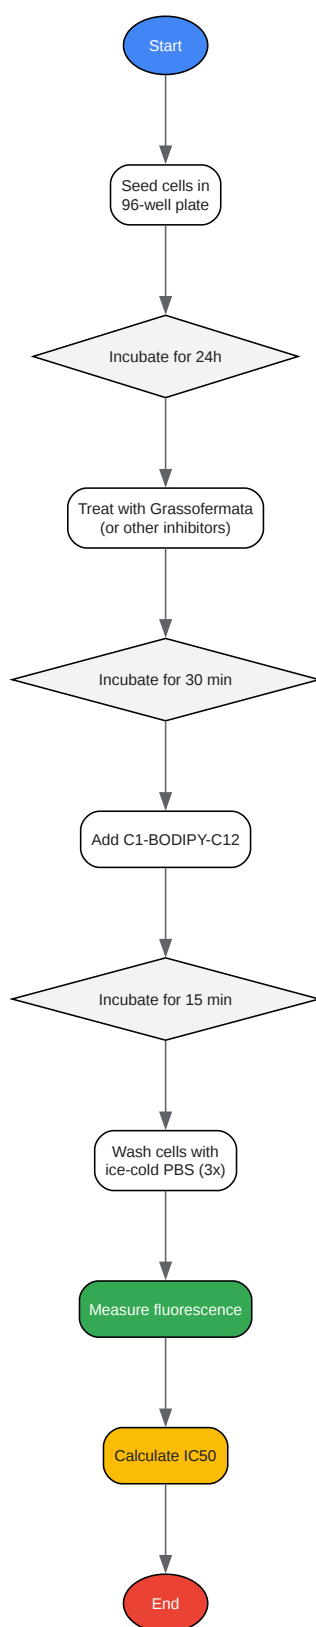 Start
Seed cells in
96-well plate
Incubate for 24h
Treat with Grassofermata
(or other inhibitors)
Incubate for 30 min
Add C1-BODIPY-C12
Incubate for 15 min
Wash cells with
ice-cold PBS (3x)
Measure fluorescence
Calculate IC50
End